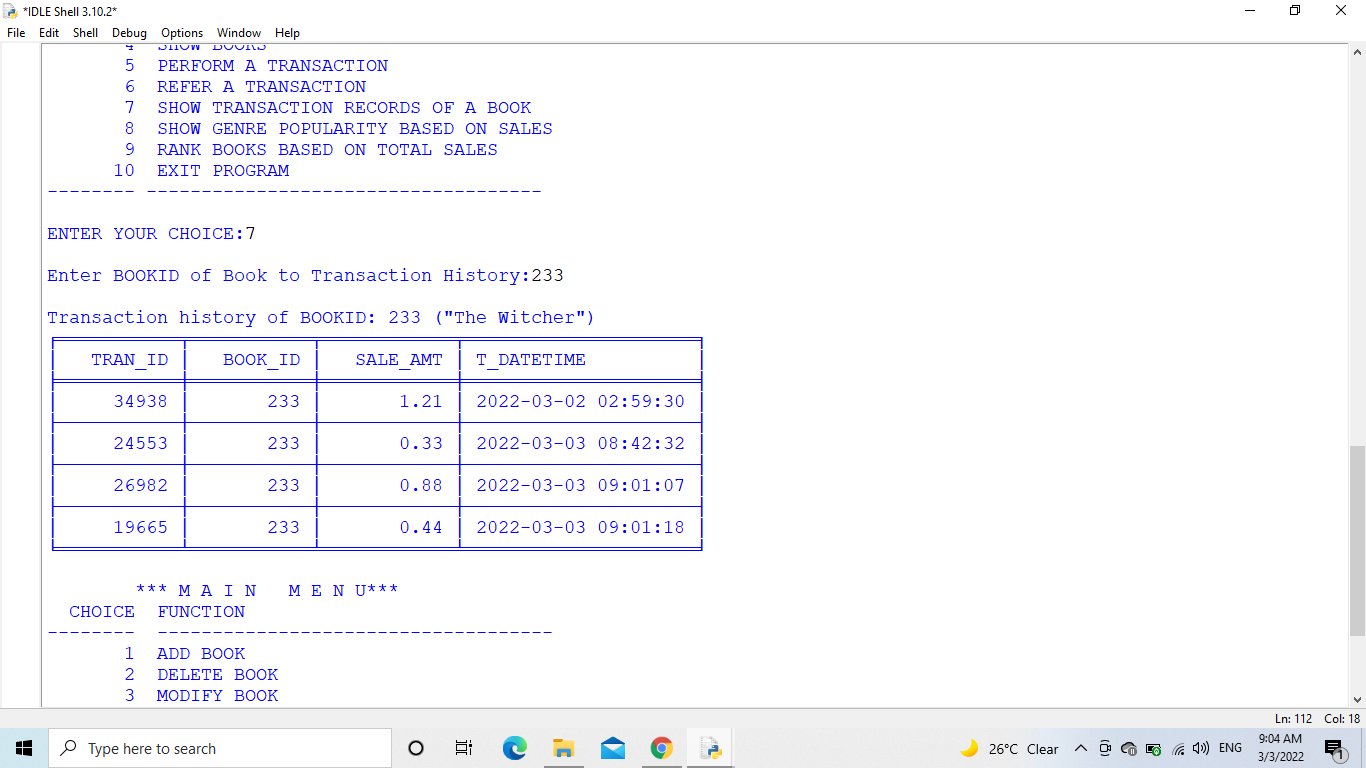 *IDLE Shell 3.10.2*
File Edit Shell Debug Options Window Help
4 SHOW BOOKS
5 PERFORM A TRANSACTION
6 REFER A TRANSACTION
7 SHOW TRANSACTION RECORDS OF A BOOK
8 SHOW GENRE POPULARITY BASED ON SALES
9 RANK BOOKS BASED ON TOTAL SALES
10 EXIT PROGRAM
-------- ------------------------------------
ENTER YOUR CHOICE:7
Enter BOOKID of Book to Transaction History:233
Transaction history of BOOKID: 233 ("The Witcher")
TRAN_ID BOOK_ID SALE_AMT T_DATETIME
34938 233 1.21 2022-03-02 02:59:30
24553 233 0.33 2022-03-03 08:42:32
26982 233 0.88 2022-03-03 09:01:07
19665 233 0.44 2022-03-03 09:01:18
*** M A I N   M E N U***
CHOICE FUNCTION
-------- ------------------------------------
1 ADD BOOK
2 DELETE BOOK
3 MODIFY BOOK
Ln: 112 Col: 18
Type here to search
26°C Clear
ENG
9:04 AM
3/3/2022
1